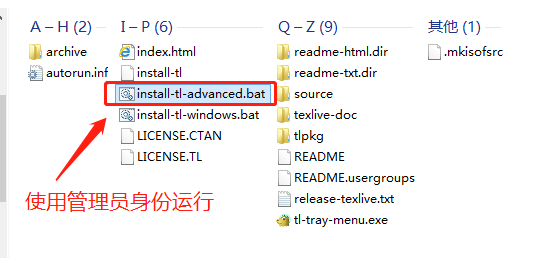 A – H (2)
archive
autorun.inf
I – P (6)
index.html
install-tl
install-tl-advanced.bat
install-tl-windows.bat
LICENSE.CTAN
LICENSE.TL
Q – Z (9)
readme-html.dir
readme-txt.dir
source
texlive-doc
tlpkg
README
README.usergroups
release-texlive.txt
tl-tray-menu.exe
其他 (1)
.mkisofsrc
使用管理员身份运行